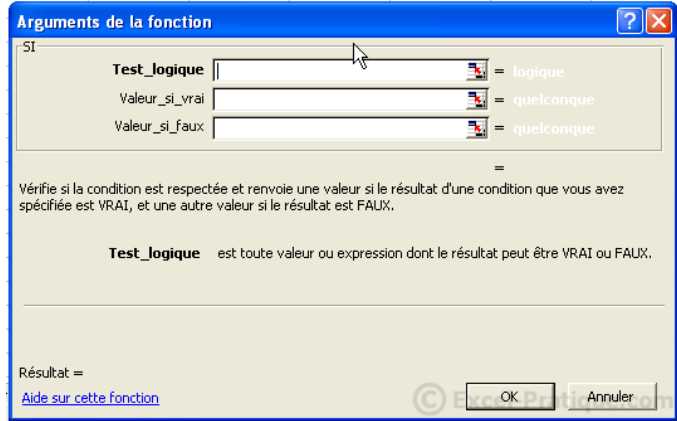 Arguments de la fonction
SI
Test_logique = logique
Valeur_si_vrai = quelconque
Valeur_si_faux = quelconque
=
Vérifie si la condition est respectée et renvoie une valeur si le résultat d'une condition que vous avez
spécifiée est VRAI, et une autre valeur si le résultat est FAUX.
Test_logique est toute valeur ou expression dont le résultat peut être VRAI ou FAUX.
Résultat =
Aide sur cette fonction
OK
Annuler
© Excel-Pratique.com